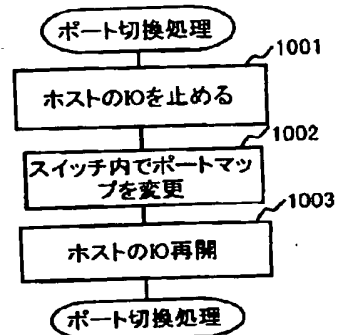 ポート切換処理
1001
ホストのIOを止める
1002
スイッチ内でポートマッ
プを変更
1003
ホストのIO再開
ポート切換処理